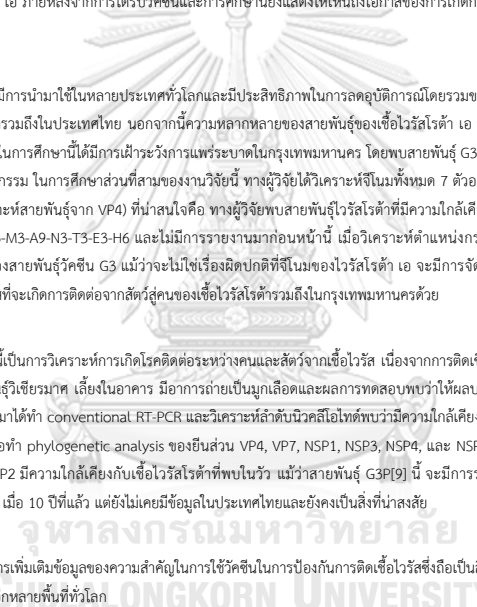 เอ ภายหลังจากการได้รับวัคซีนและการศึกษานี้ยังแสดงให้เห็นถึงโอกาสของการเกิดก
มีการนำมาใช้ในหลายประเทศทั่วโลกและมีประสิทธิภาพในการลดอุบัติการณ์โดยรวมข
รวมถึงในประเทศไทย นอกจากนี้ความหลากหลายของสายพันธุ์ของเชื้อไวรัสโรต้า เอ
ในการศึกษานี้ได้มีการเฝ้าระวังการแพร่ระบาดในกรุงเทพมหานคร โดยพบสายพันธุ์ G3
กรรม ในการศึกษาส่วนที่สามของงานวิจัยนี้ ทางผู้วิจัยได้วิเคราะห์จีโนมทั้งหมด 7 ตัวอ
าะห์สายพันธุ์จาก VP4) ที่น่าสนใจคือ ทางผู้วิจัยพบสายพันธุ์ไวรัสโรต้าที่มีความใกล้เคี
-M3-A9-N3-T3-E3-H6 และไม่มีการรายงานมาก่อนหน้านี้ เมื่อวิเคราะห์ตำแหน่งกร
องสายพันธุ์วัคซีน G3 แม้ว่าจะไม่ใช่เรื่องผิดปกติที่จีโนมของไวรัสโรต้า เอ จะมีการจัด
สที่จะเกิดการติดต่อจากสัตว์สู่คนของเชื้อไวรัสโรต้ารวมถึงในกรุงเทพมหานครด้วย
นี้เป็นการวิเคราะห์การเกิดโรคติดต่อระหว่างคนและสัตว์จากเชื้อไวรัส เนื่องจากการติดเชื
ธุ์วิเชียรมาศ เลี้ยงในอาคาร มีอาการถ่ายเป็นมูกเลือดและผลการทดสอบพบว่าให้ผลบ
มาได้ทำ conventional RT-PCR และวิเคราะห์ลำดับนิวคลีโอไทด์พบว่ามีความใกล้เคียง
อทำ phylogenetic analysis ของยีนส่วน VP4, VP7, NSP1, NSP3, NSP4, และ NSP
P2 มีความใกล้เคียงกับเชื้อไวรัสโรต้าที่พบในวัว แม้ว่าสายพันธุ์ G3P[9] นี้ จะมีการร
เมื่อ 10 ปีที่แล้ว แต่ยังไม่เคยมีข้อมูลในประเทศไทยและยังคงเป็นสิ่งที่น่าสงสัย
จุฬาลงกรณ์มหาวิทยาลัย
ารเพิ่มเติมข้อมูลของความสำคัญในการใช้วัคซีนในการป้องกันการติดเชื้อไวรัสซึ่งถือเป็นสิ
CHULALONGKORN UNIVERSITY
ากหลายพื้นที่ทั่วโลก